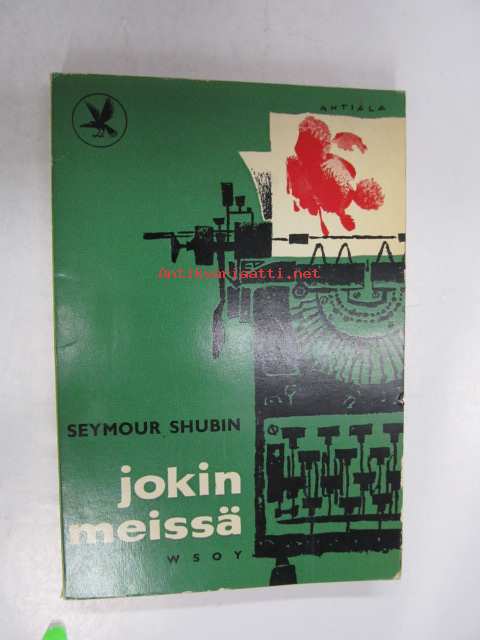 ANTIALA
Antikvariaatti.net
SEYMOUR SHUBIN
jokin
meissä
WSOY